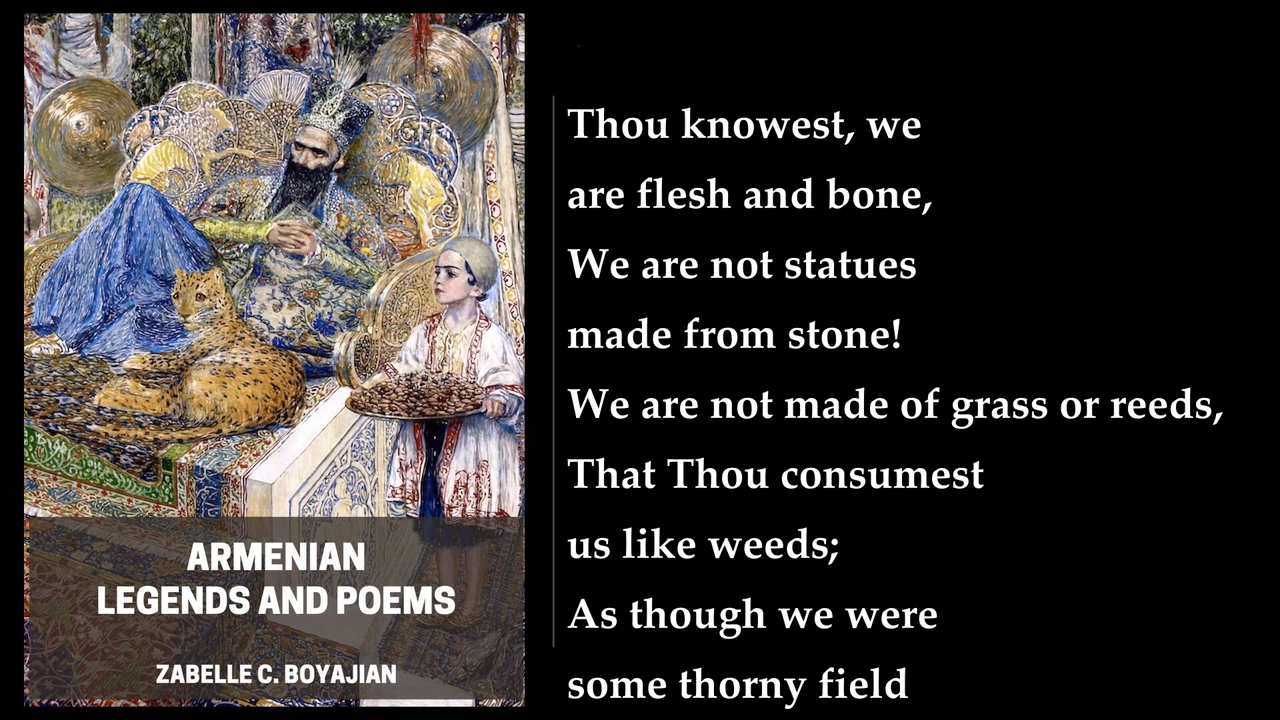 ARMENIAN
LEGENDS AND POEMS
ZABELLE C. BOYAJIAN
Thou knowest, we
are flesh and bone,
We are not statues
made from stone!
We are not made of grass or reeds,
That Thou consumest
us like weeds;
As though we were
some thorny field